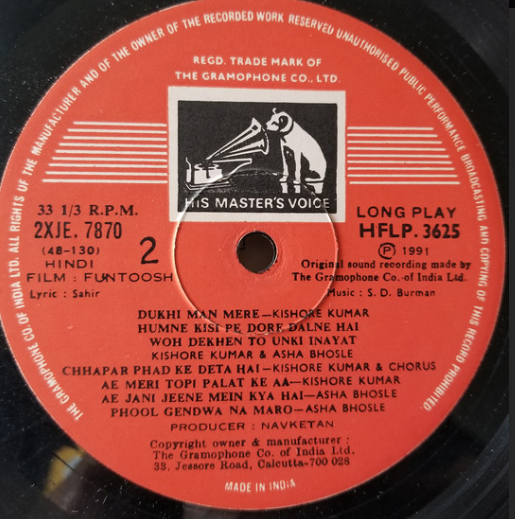 THE GRAMOPHONE CO. OF INDIA LTD. ALL RIGHTS OF THE MANUFACTURER AND OF THE OWNER OF THE RECORDED WORK RESERVED UNAUTHORISED PUBLIC PERFORMANCE BROADCASTING AND COPYING OF THIS RECORD PROHIBITED
REGD. TRADE MARK OF
THE GRAMOPHONE CO., LTD.
HIS MASTER'S VOICE
33 1/3 R.P.M.
2XJE. 7870
(48-130)
2
HINDI
FILM : FUNTOOSH
Lyric : Sahir
LONG PLAY
HFLP. 3625
Ⓟ 1991
Original sound recording made by
The Gramophone Co. of India Ltd.
Music : S. D. Burman
DUKHI MAN MERE—KISHORE KUMAR
HUMNE KISI PE DORE DALNE HAI
WOH DEKHEN TO UNKI INAYAT
KISHORE KUMAR & ASHA BHOSLE
CHHAPAR PHAD KE DETA HAI—KISHORE KUMAR & CHORUS
AE MERI TOPI PALAT KE AA—KISHORE KUMAR
AE JANI JEENE MEIN KYA HAI—ASHA BHOSLE
PHOOL GENDWA NA MARO—ASHA BHOSLE
PRODUCER : NAVKETAN
Copyright owner & manufacturer :
The Gramophone Co. of India Ltd.
33, Jessore Road, Calcutta-700 028
MADE IN INDIA